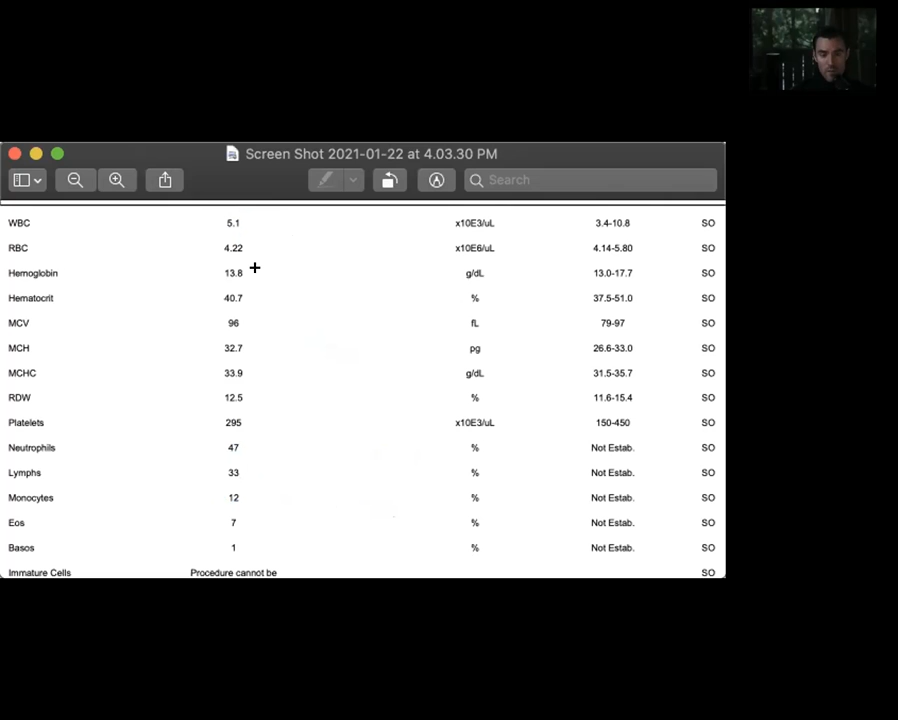 Screen Shot 2021-01-22 at 4.03.30 PM
Search
WBC 5.1 x10E3/uL 3.4-10.8 SO
RBC 4.22 x10E6/uL 4.14-5.80 SO
Hemoglobin 13.8 g/dL 13.0-17.7 SO
Hematocrit 40.7 % 37.5-51.0 SO
MCV 96 fL 79-97 SO
MCH 32.7 pg 26.6-33.0 SO
MCHC 33.9 g/dL 31.5-35.7 SO
RDW 12.5 % 11.6-15.4 SO
Platelets 295 x10E3/uL 150-450 SO
Neutrophils 47 % Not Estab. SO
Lymphs 33 % Not Estab. SO
Monocytes 12 % Not Estab. SO
Eos 7 % Not Estab. SO
Basos 1 % Not Estab. SO
Immature Cells Procedure cannot be SO